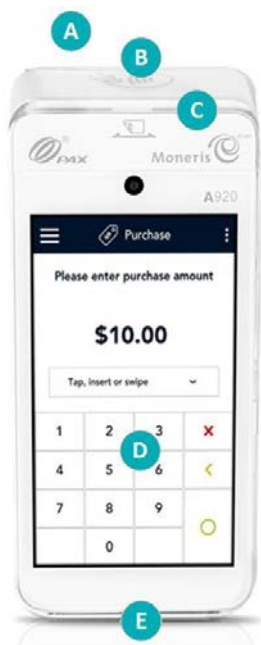 A
B
C
PAX
Moneris
A920
Purchase
Please enter purchase amount
$10.00
Tap, insert or swipe
1 2 3 X
4 5 D 6
7 8 9
0
E